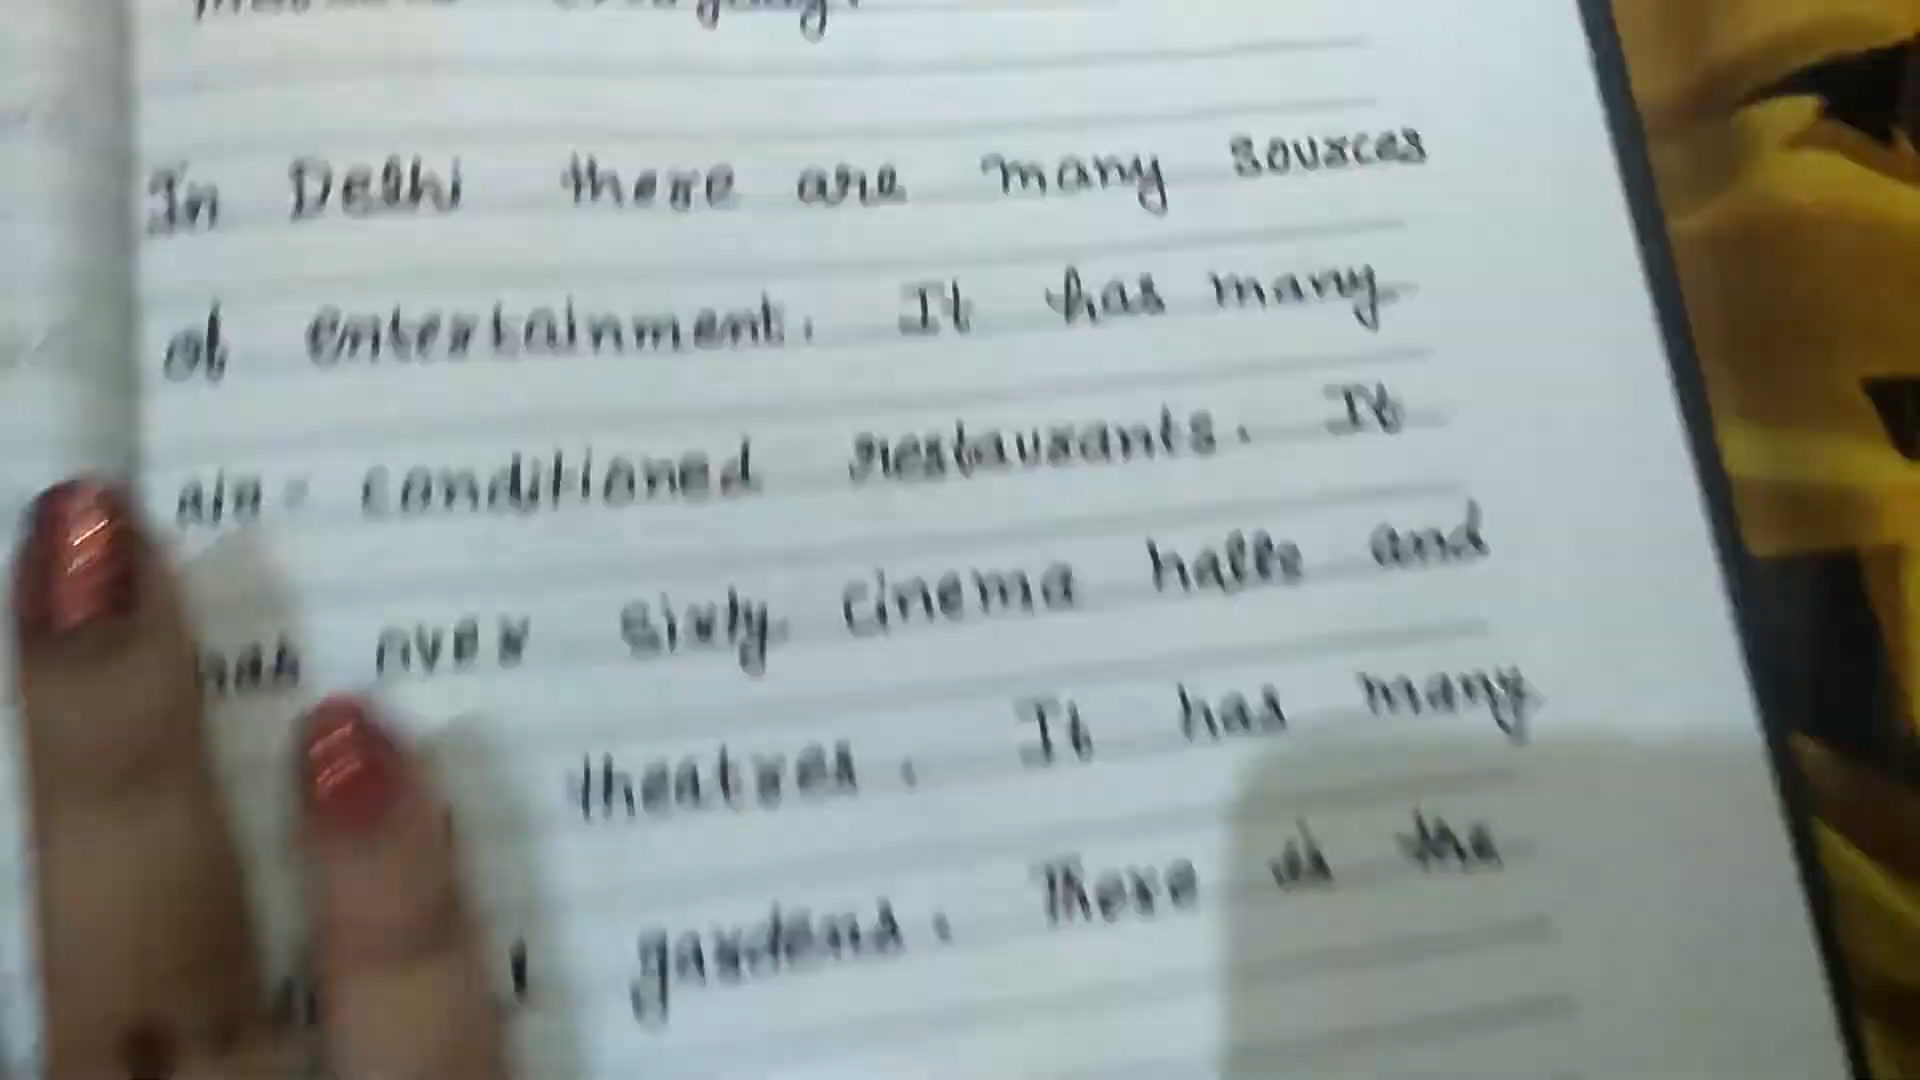 In Delhi there are many sources
of entertainment. It has many
air-conditioned restaurants. It
has over sixty cinema halls and
theatres. It has many
gardens. There is the